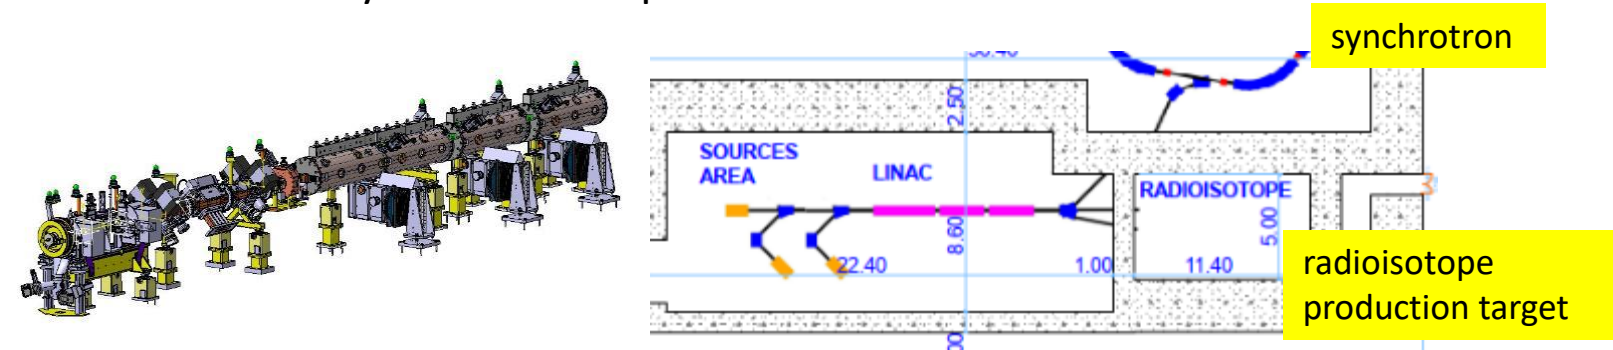 synchrotron
2.50
SOURCES
AREA
LINAC
RADIOISOTOPE
8.60
5.00
22.40
1.00
11.40
radioisotope
production target